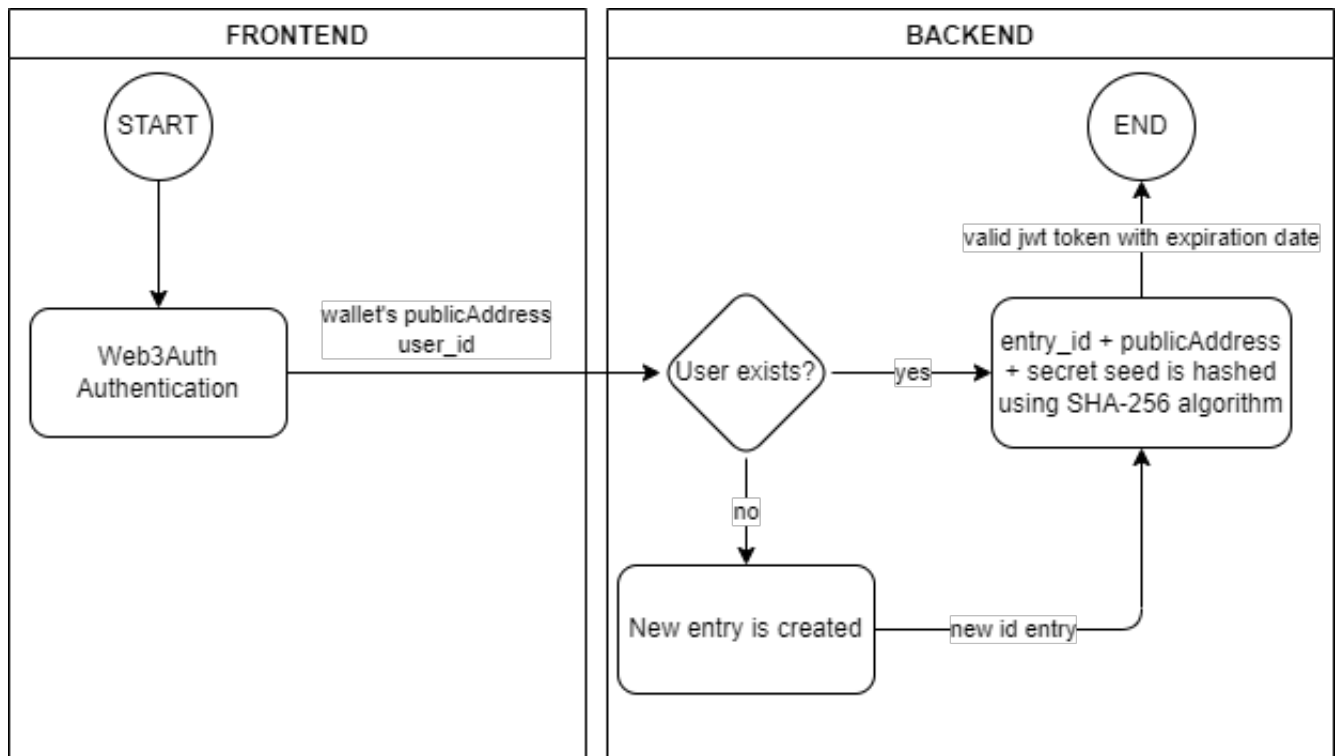 FRONTEND
BACKEND
START
END
valid jwt token with expiration date
wallet's publicAddress
user_id
Web3Auth
Authentication
User exists?
yes
entry_id + publicAddress
+ secret seed is hashed
using SHA-256 algorithm
no
New entry is created
new id entry